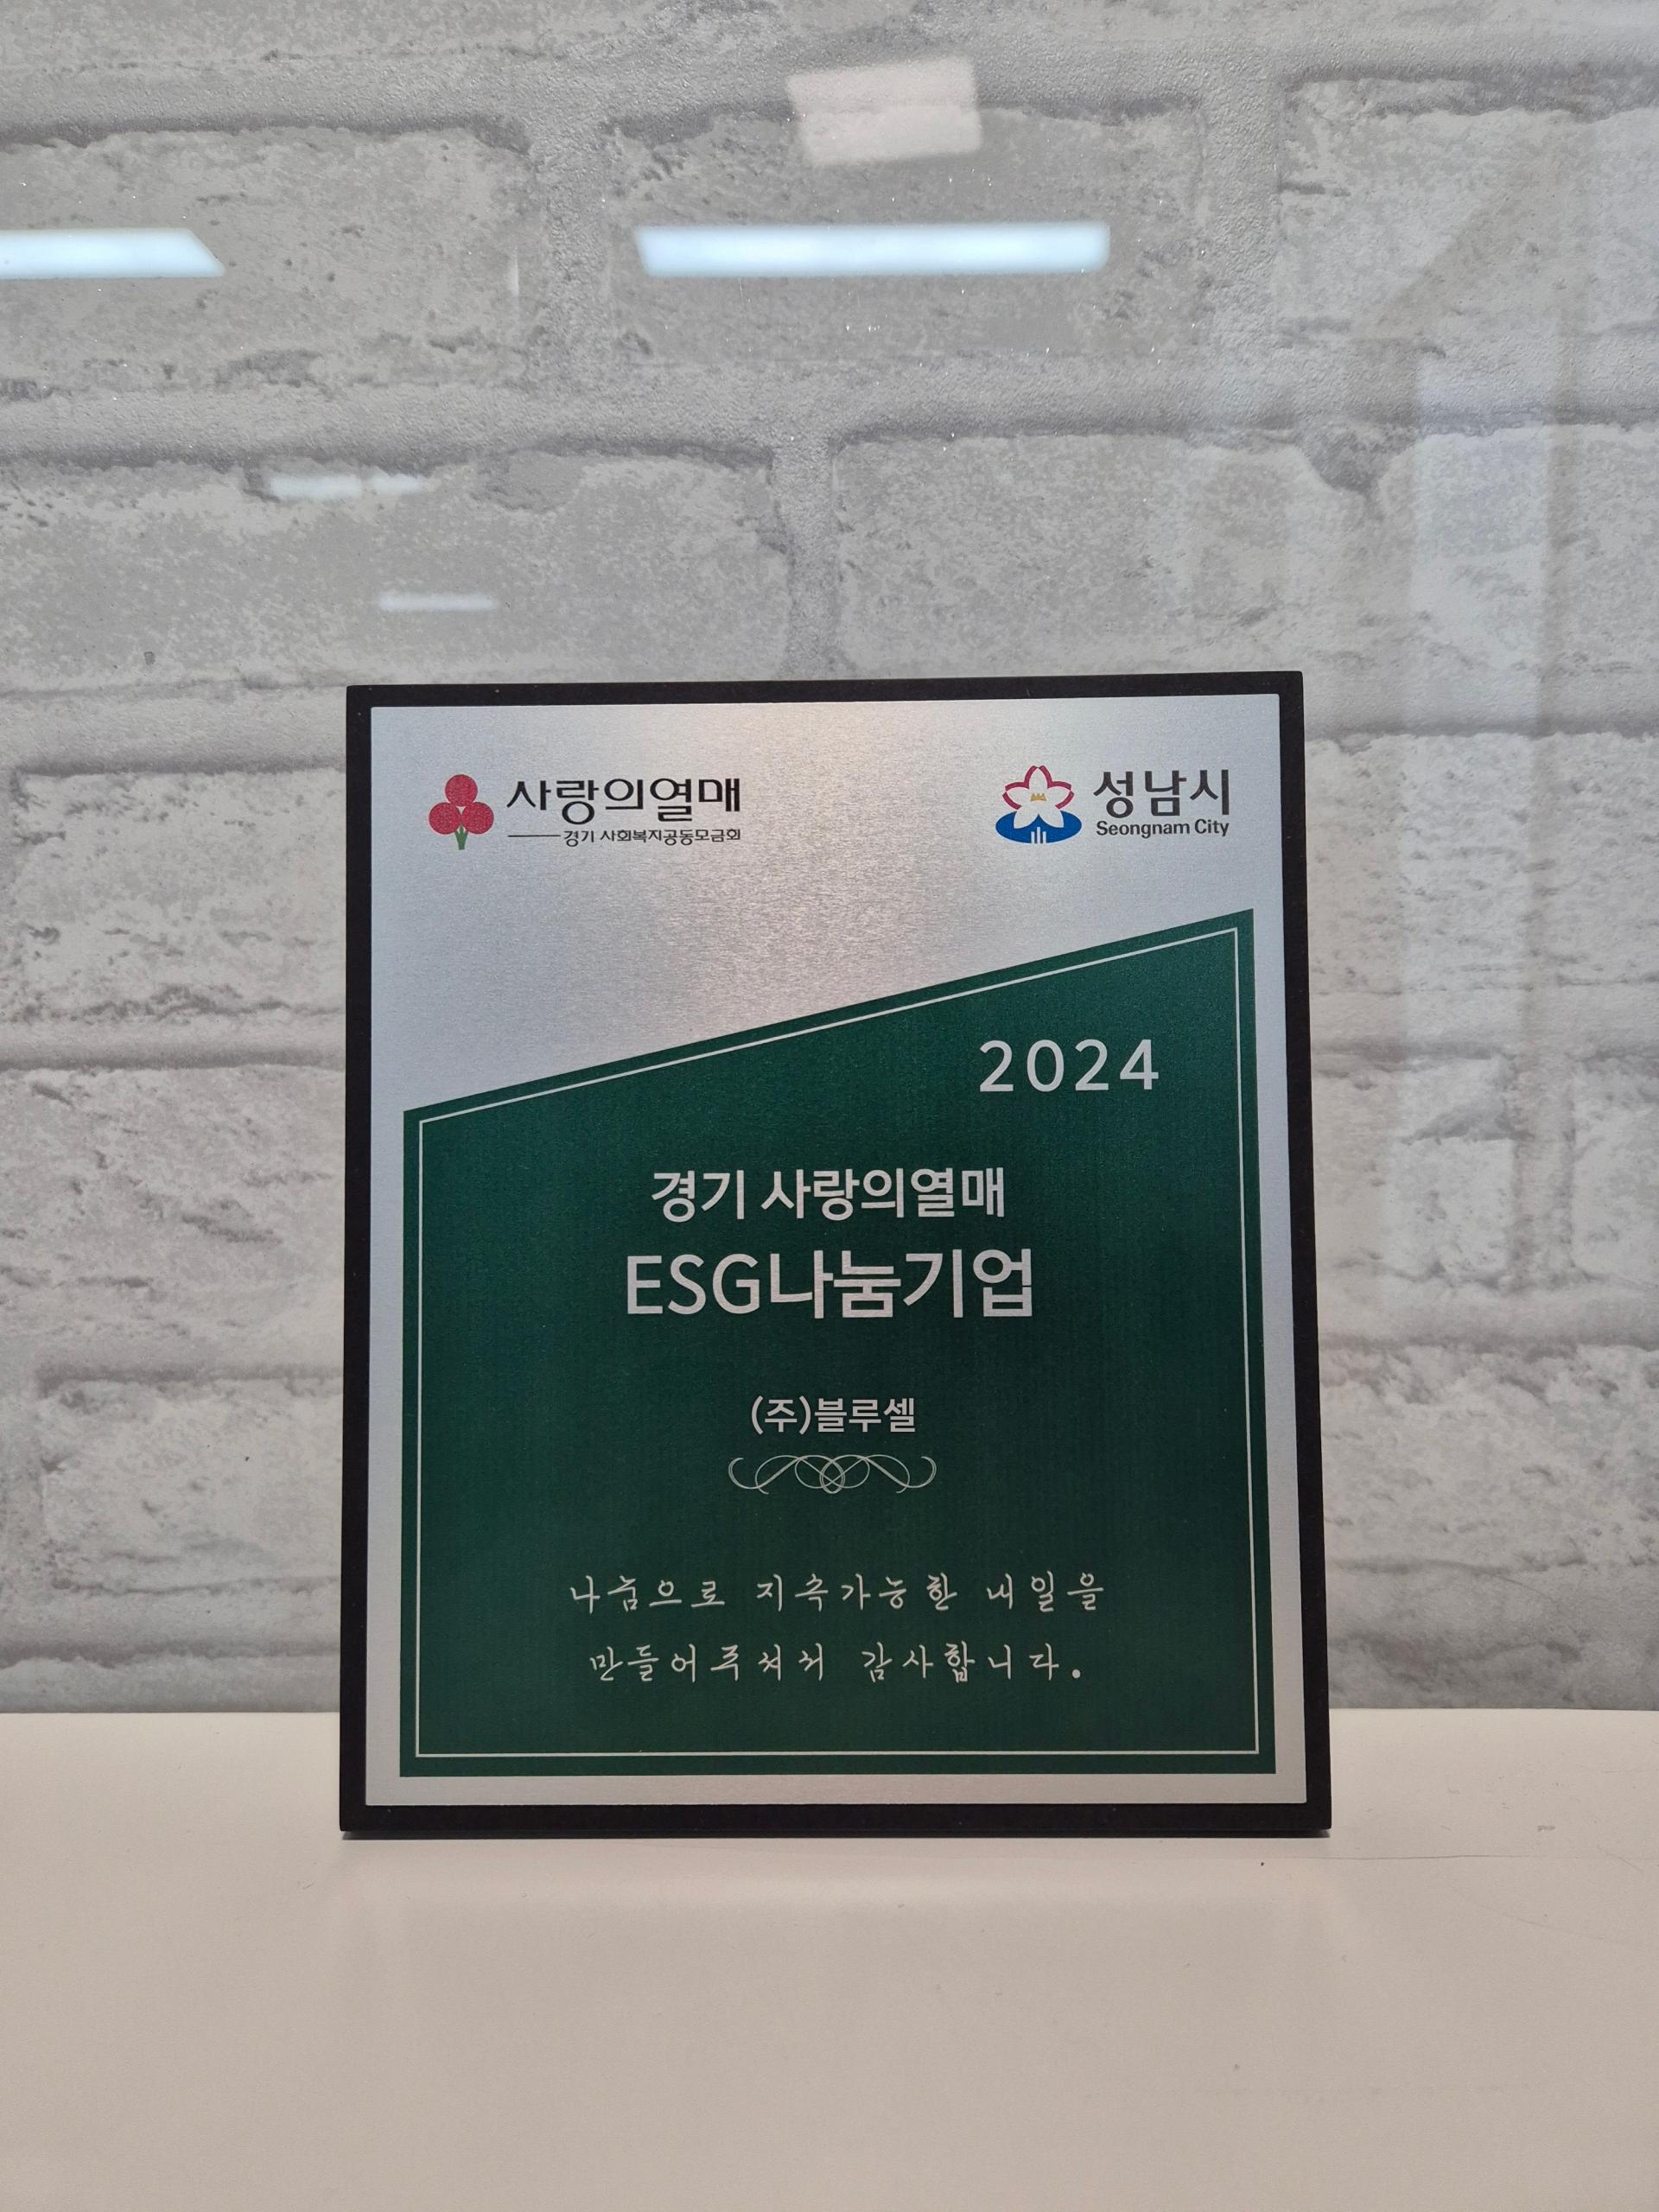 사랑의열매
경기 사회복지공동모금회
성남시
Seongnam City
2024
경기 사랑의열매
ESG나눔기업
(주)블루셀
나눔으로 지속가능한 내일을
만들어주셔서 감사합니다.